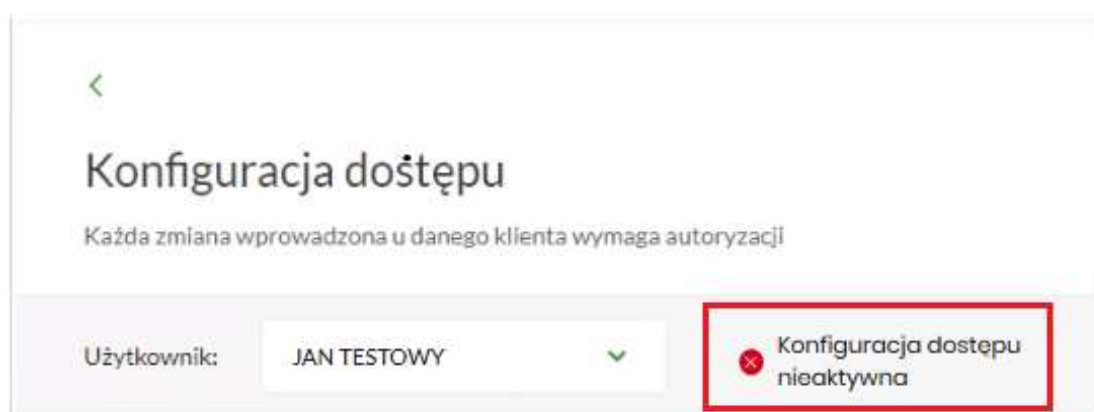 Konfiguracja dostępu
Każda zmiana wprowadzona u danego klienta wymaga autoryzacji
Użytkownik: JAN TESTOWY Konfiguracja dostępu
nieaktywna